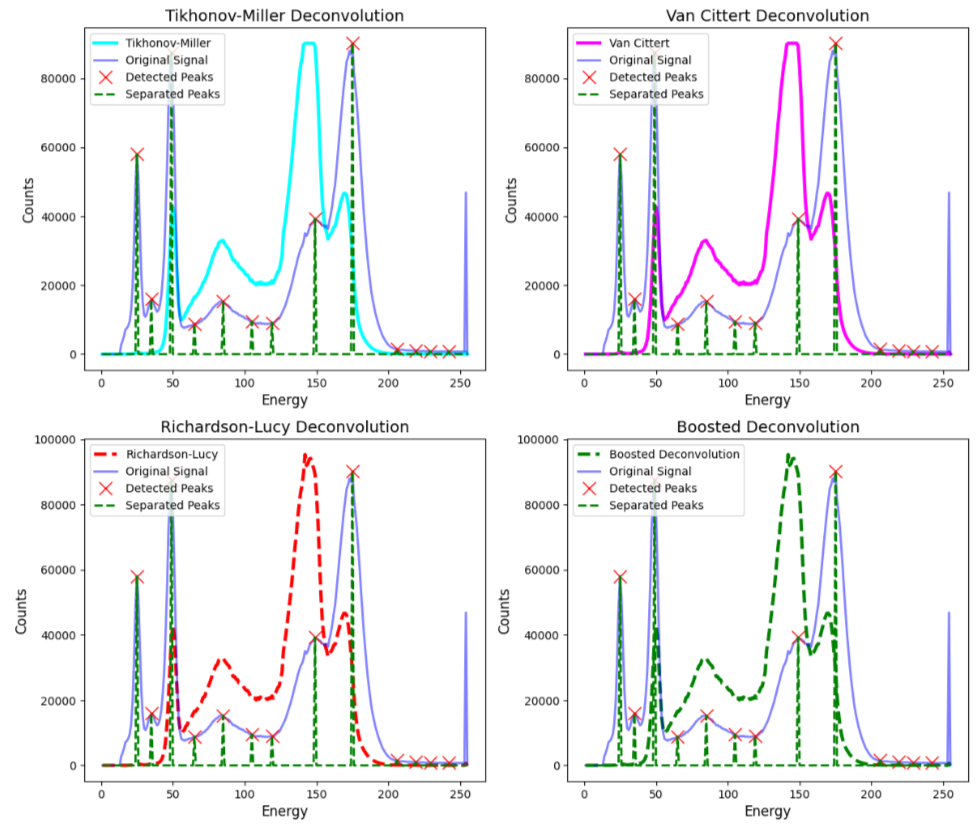 Tikhonov-Miller Deconvolution
Tikhonov-Miller
Original Signal
Detected Peaks
Separated Peaks
80000
60000
40000
20000
0
Counts
0 50 100 150 200 250
Energy
Van Cittert Deconvolution
Van Cittert
Original Signal
Detected Peaks
Separated Peaks
80000
60000
40000
20000
0
Counts
0 50 100 150 200 250
Energy
Richardson-Lucy Deconvolution
Richardson-Lucy
Original Signal
Detected Peaks
Separated Peaks
100000
80000
60000
40000
20000
0
Counts
0 50 100 150 200 250
Energy
Boosted Deconvolution
Boosted Deconvolution
Original Signal
Detected Peaks
Separated Peaks
100000
80000
60000
40000
20000
0
Counts
0 50 100 150 200 250
Energy